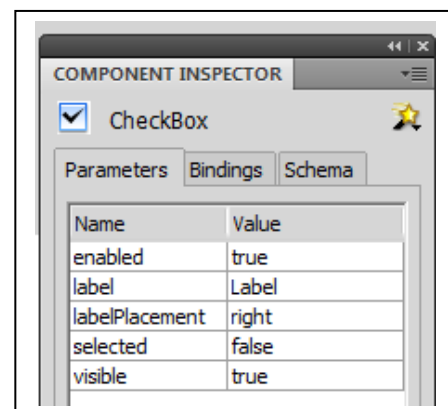 COMPONENT INSPECTOR
CheckBox
Parameters Bindings Schema
Name Value
enabled true
label Label
labelPlacement right
selected false
visible true